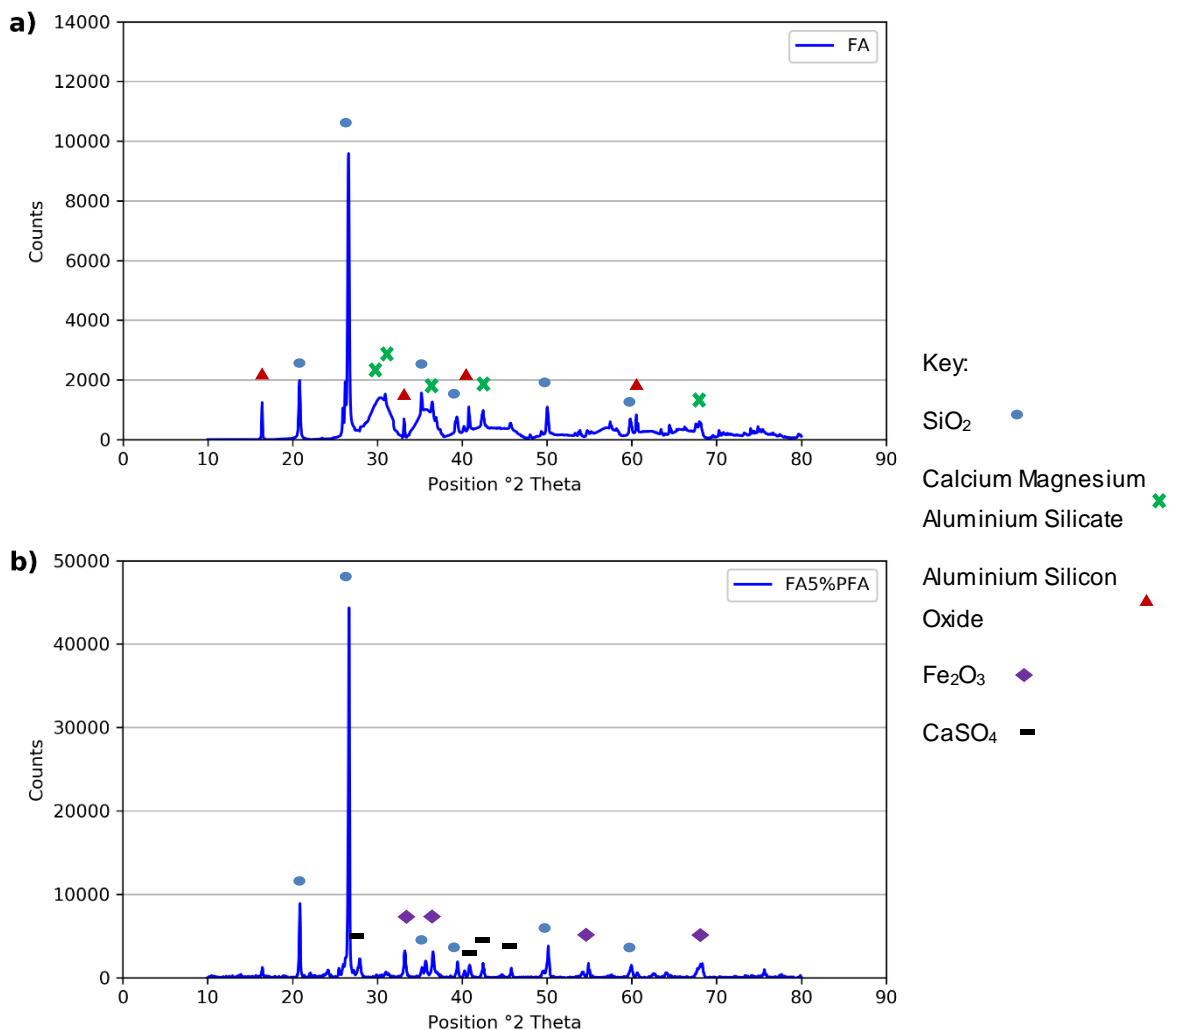 a)
14000
12000
10000
8000
6000
4000
2000
0
Counts
FA
0 10 20 30 40 50 60 70 80 90
Position °2 Theta
b)
50000
40000
30000
20000
10000
0
Counts
FA5%PFA
0 10 20 30 40 50 60 70 80 90
Position °2 Theta
Key:
SiO₂
Calcium Magnesium
Aluminium Silicate
Aluminium Silicon
Oxide
Fe₂O₃
CaSO₄